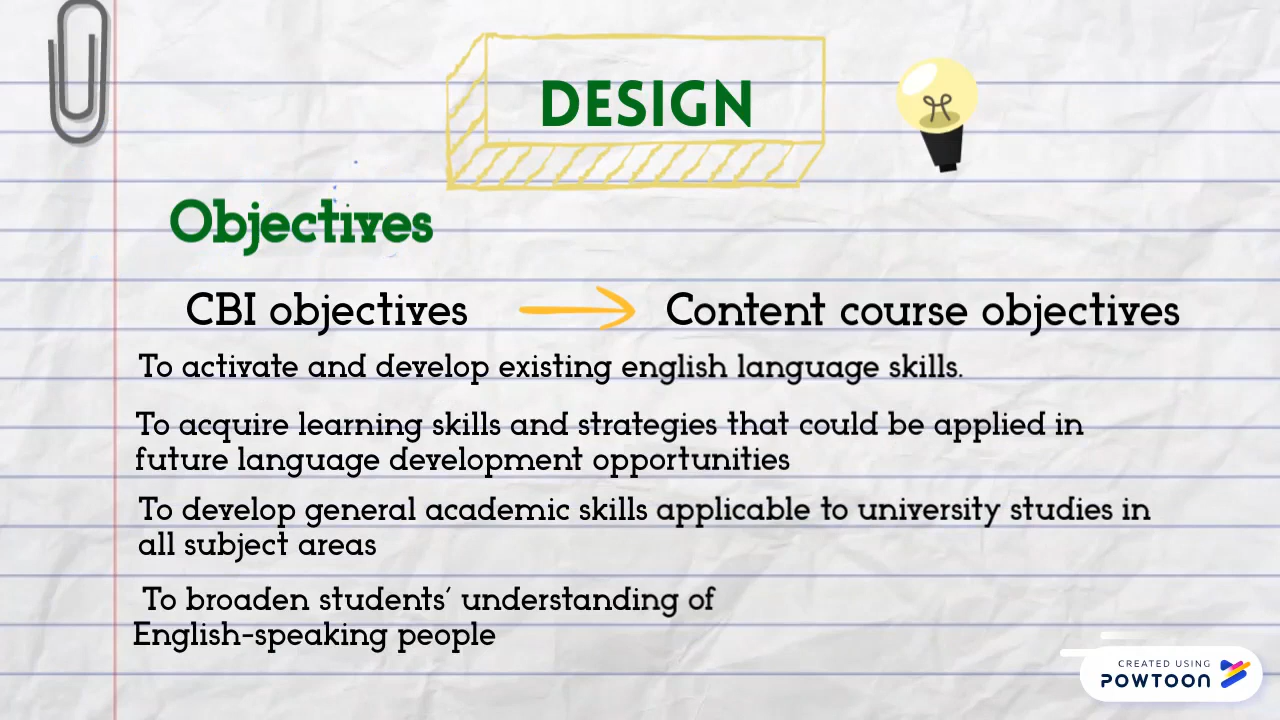 DESIGN
Objectives
CBI objectives
Content course objectives
To activate and develop existing english language skills.
To acquire learning skills and strategies that could be applied in
future language development opportunities
To develop general academic skills applicable to university studies in
all subject areas
To broaden students´ understanding of
English-speaking people
CREATED USING
POWTOON